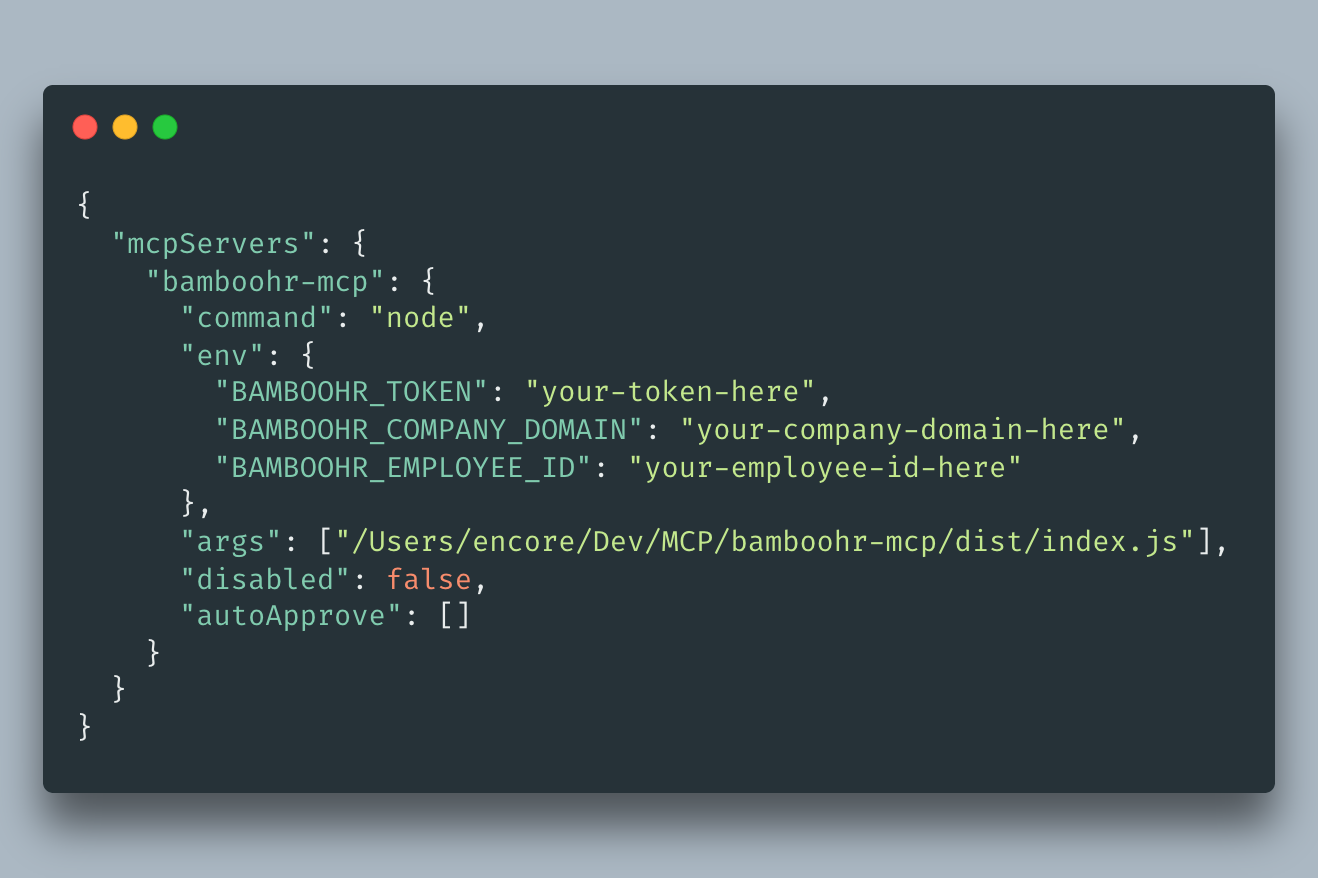 {
  "mcpServers": {
    "bamboohr-mcp": {
      "command": "node",
      "env": {
        "BAMBOOHR_TOKEN": "your-token-here",
        "BAMBOOHR_COMPANY_DOMAIN": "your-company-domain-here",
        "BAMBOOHR_EMPLOYEE_ID": "your-employee-id-here"
      },
      "args": ["/Users/encore/Dev/MCP/bamboohr-mcp/dist/index.js"],
      "disabled": false,
      "autoApprove": []
    }
  }
}